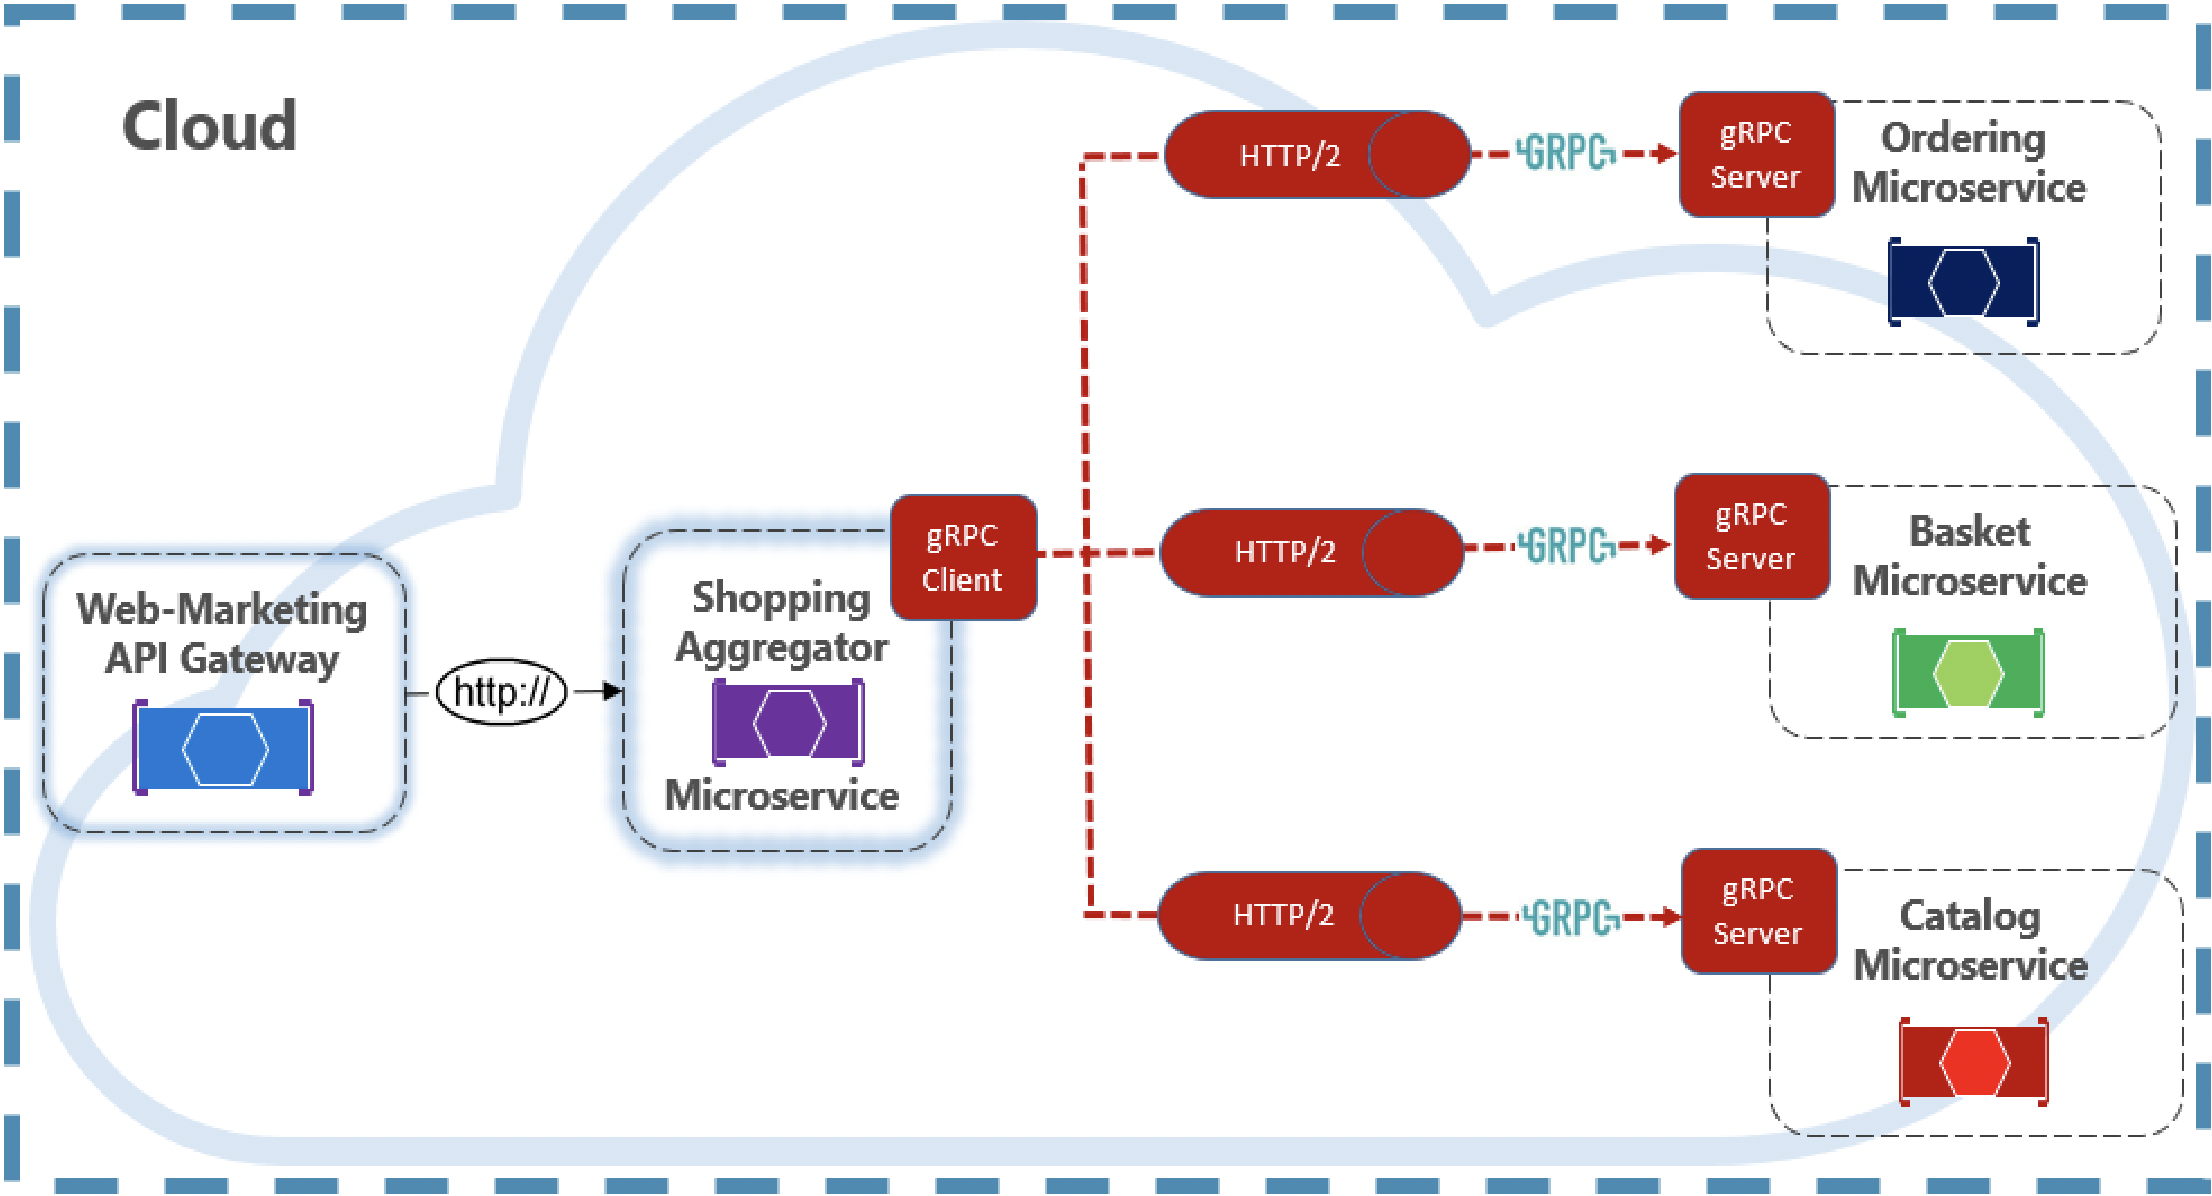 Cloud
Web-Marketing
API Gateway
http://
Shopping
Aggregator
Microservice
gRPC
Client
HTTP/2
GRPC
gRPC
Server
Ordering
Microservice
HTTP/2
GRPC
gRPC
Server
Basket
Microservice
HTTP/2
GRPC
gRPC
Server
Catalog
Microservice